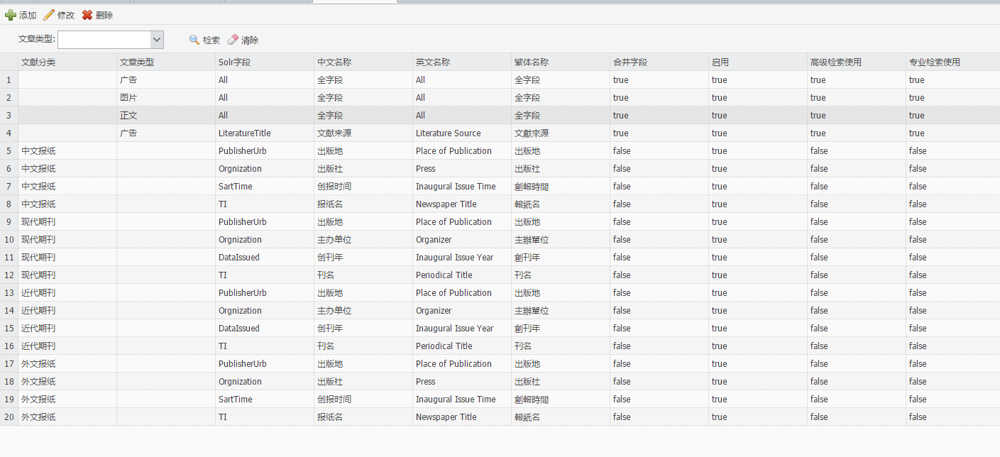 添加 修改 删除
文章类型: 检索 清除
文献分类 文章类型 Solr字段 中文名称 英文名称 繁体名称 合并字段 启用 高级检索使用 专业检索使用
1 广告 All 全字段 All 全字段 true true true true
2 图片 All 全字段 All 全字段 true true true true
3 正文 All 全字段 All 全字段 true true true true
4 广告 LiteratureTitle 文献来源 Literature Source 文獻來源 true true true true
5 中文报纸 PublisherUrb 出版地 Place of Publication 出版地 false true false false
6 中文报纸 Orgnization 出版社 Press 出版社 false true false false
7 中文报纸 SartTime 创报时间 Inaugural Issue Time 創報時間 false true false false
8 中文报纸 TI 报纸名 Newspaper Title 報紙名 false true false false
9 现代期刊 PublisherUrb 出版地 Place of Publication 出版地 false true false false
10 现代期刊 Orgnization 主办单位 Organizer 主辦單位 false true false false
11 现代期刊 DataIssued 创刊年 Inaugural Issue Year 創刊年 false true false false
12 现代期刊 TI 刊名 Periodical Title 刊名 false true false false
13 近代期刊 PublisherUrb 出版地 Place of Publication 出版地 false true false false
14 近代期刊 Orgnization 主办单位 Organizer 主辦單位 false true false false
15 近代期刊 DataIssued 创刊年 Inaugural Issue Year 創刊年 false true false false
16 近代期刊 TI 刊名 Periodical Title 刊名 false true false false
17 外文报纸 PublisherUrb 出版地 Place of Publication 出版地 false true false false
18 外文报纸 Orgnization 出版社 Press 出版社 false true false false
19 外文报纸 SartTime 创报时间 Inaugural Issue Time 創報時間 false true false false
20 外文报纸 TI 报纸名 Newspaper Title 報紙名 false true false false